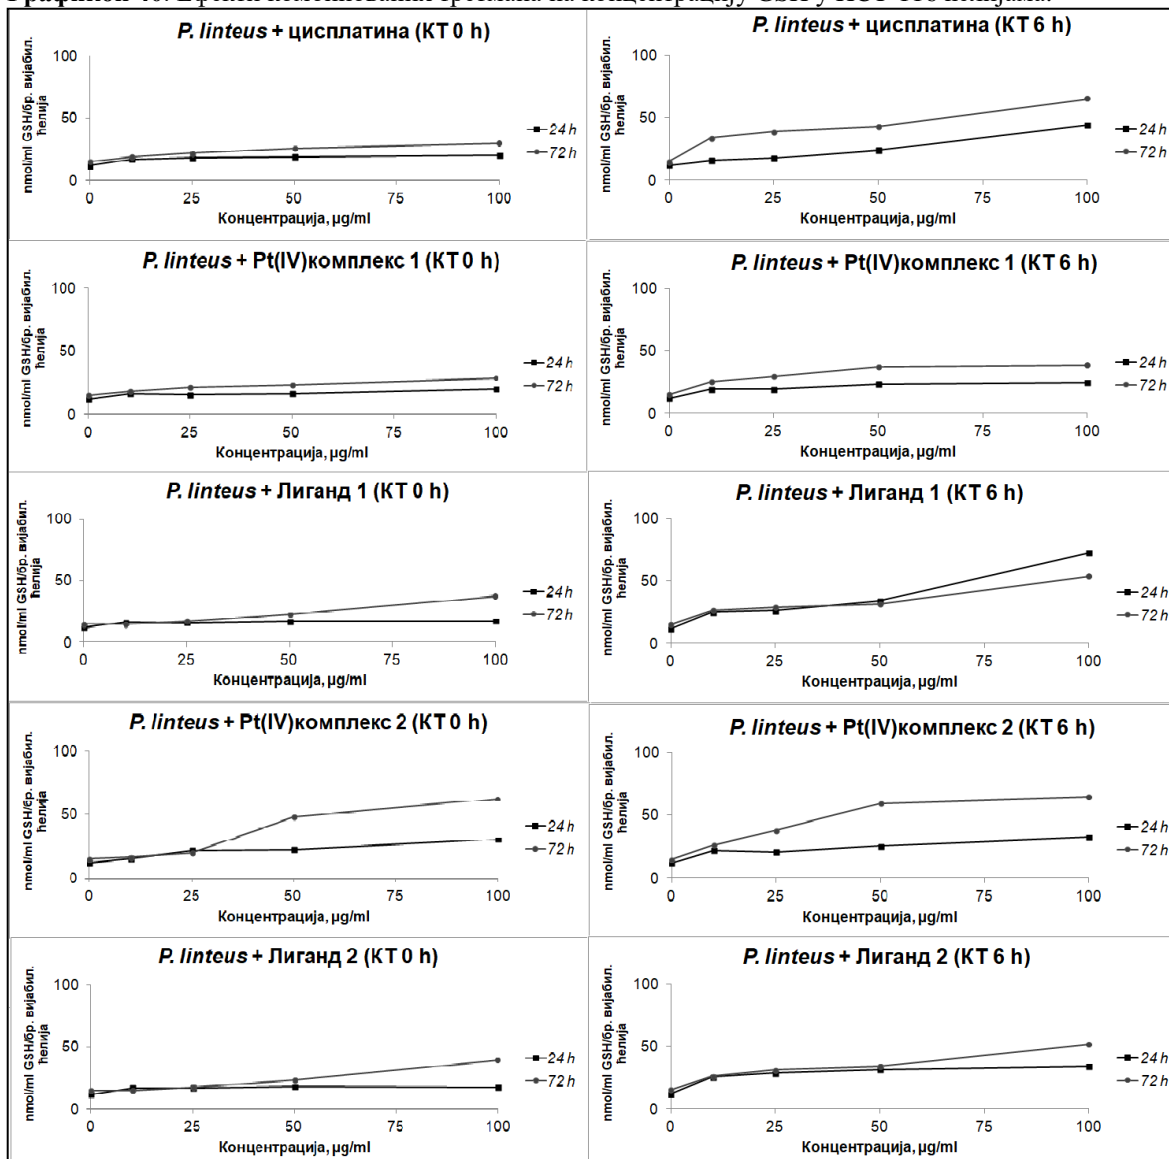 на концентрацију GSH у HCT-116 ћелијама.
P. linteus + цисплатина (КТ 0 h)
nmol/ml GSH/бр. вијабил.
ћелија
100
50
0
0 25 50 75 100
Концентрација, µg/ml
24 h
72 h
P. linteus + цисплатина (КТ 6 h)
nmol/ml GSH/бр. вијабил.
ћелија
100
50
0
0 25 50 75 100
Концентрација, µg/ml
24 h
72 h
P. linteus + Pt(IV)комплекс 1 (КТ 0 h)
nmol/ml GSH/бр. вијабил.
ћелија
100
50
0
0 25 50 75 100
Концентрација, µg/ml
24 h
72 h
P. linteus + Pt(IV)комплекс 1 (КТ 6 h)
nmol/ml GSH/бр. вијабил.
ћелија
100
50
0
0 25 50 75 100
Концентрација, µg/ml
24 h
72 h
P. linteus + Лиганд 1 (КТ 0 h)
nmol/ml GSH/бр. вијабил.
ћелија
100
50
0
0 25 50 75 100
Концентрација, µg/ml
24 h
72 h
P. linteus + Лиганд 1 (КТ 6 h)
nmol/ml GSH/бр. вијабил.
ћелија
100
50
0
0 25 50 75 100
Концентрација, µg/ml
24 h
72 h
P. linteus + Pt(IV)комплекс 2 (КТ 0 h)
nmol/ml GSH/бр. вијабил.
ћелија
100
50
0
0 25 50 75 100
Концентрација, µg/ml
24 h
72 h
P. linteus + Pt(IV)комплекс 2 (КТ 6 h)
nmol/ml GSH/бр. вијабил.
ћелија
100
50
0
0 25 50 75 100
Концентрација, µg/ml
24 h
72 h
P. linteus + Лиганд 2 (КТ 0 h)
nmol/ml GSH/бр. вијабил.
ћелија
100
50
0
0 25 50 75 100
Концентрација, µg/ml
24 h
72 h
P. linteus + Лиганд 2 (КТ 6 h)
nmol/ml GSH/бр. вијабил.
ћелија
100
50
0
0 25 50 75 100
Концентрација, µg/ml
24 h
72 h